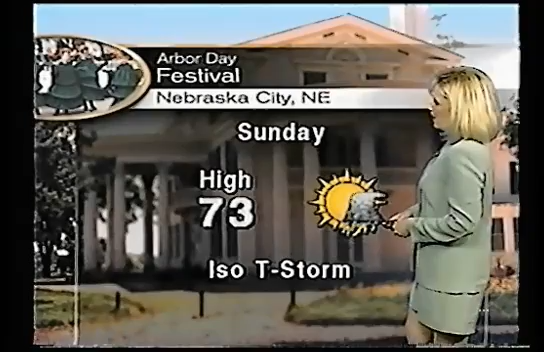 Arbor Day
Festival
Nebraska City, NE
Sunday
High
73
Iso T-Storm